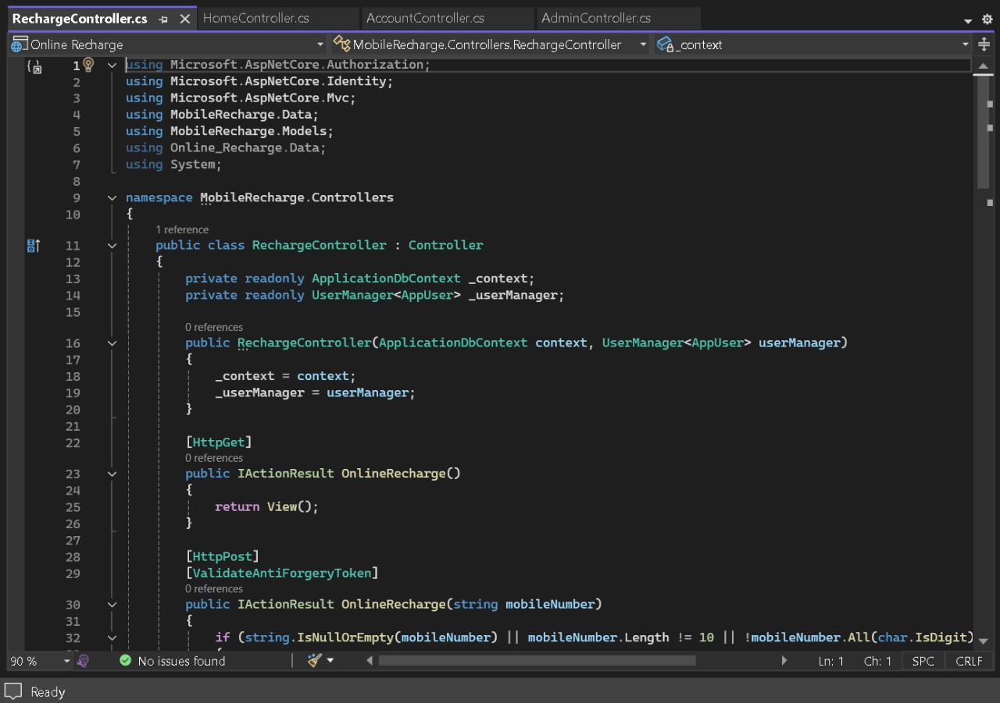 RechargeController.cs HomeController.cs AccountController.cs AdminController.cs
Online Recharge MobileRecharge.Controllers.RechargeController _context
1 using Microsoft.AspNetCore.Authorization;
2 using Microsoft.AspNetCore.Identity;
3 using Microsoft.AspNetCore.Mvc;
4 using MobileRecharge.Data;
5 using MobileRecharge.Models;
6 using Online_Recharge.Data;
7 using System;
8
9 namespace MobileRecharge.Controllers
10 {
1 reference
11 public class RechargeController : Controller
12 {
13 private readonly ApplicationDbContext _context;
14 private readonly UserManager<AppUser> _userManager;
15
0 references
16 public RechargeController(ApplicationDbContext context, UserManager<AppUser> userManager)
17 {
18 _context = context;
19 _userManager = userManager;
20 }
21
22 [HttpGet]
0 references
23 public IActionResult OnlineRecharge()
24 {
25 return View();
26 }
27
28 [HttpPost]
29 [ValidateAntiForgeryToken]
0 references
30 public IActionResult OnlineRecharge(string mobileNumber)
31 {
32 if (string.IsNullOrEmpty(mobileNumber) || mobileNumber.Length != 10 || !mobileNumber.All(char.IsDigit)
90 % No issues found Ln: 1 Ch: 1 SPC CRLF
Ready